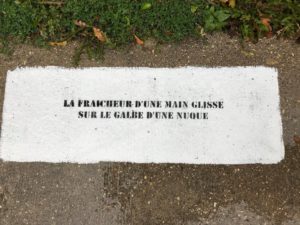 LA FRAICHEUR D'UNE MAIN GLISSE
SUR LE GALBE D'UNE NUQUE